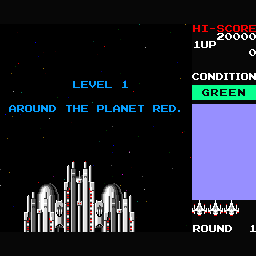 HI-SCORE
20000
1UP
0
LEVEL 1
AROUND THE PLANET RED.
CONDITION
GREEN
ROUND 1